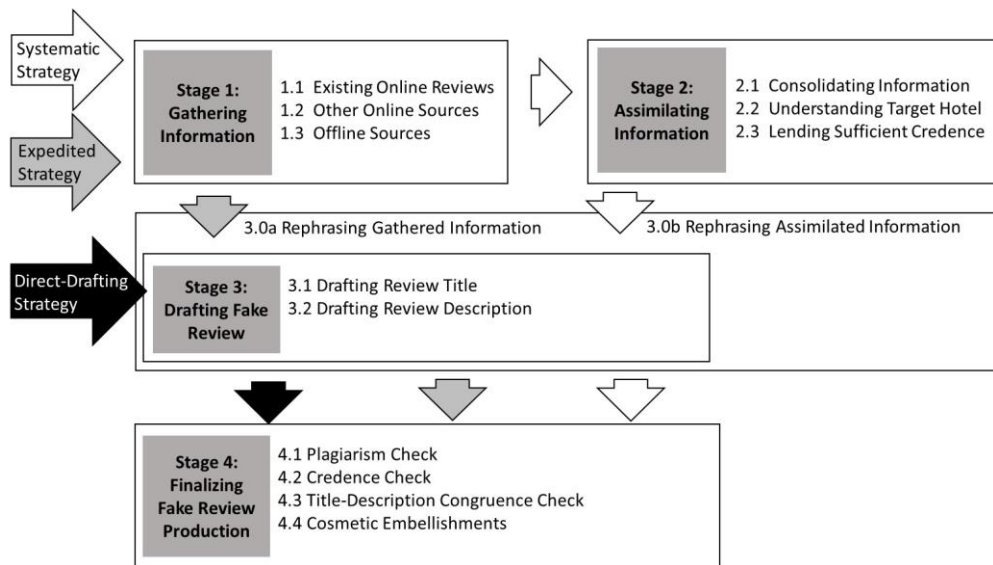 Systematic
Strategy
Expedited
Strategy
Stage 1:
Gathering
Information
1.1 Existing Online Reviews
1.2 Other Online Sources
1.3 Offline Sources
Stage 2:
Assimilating
Information
2.1 Consolidating Information
2.2 Understanding Target Hotel
2.3 Lending Sufficient Credence
3.0a Rephrasing Gathered Information
3.0b Rephrasing Assimilated Information
Direct-Drafting
Strategy
Stage 3:
Drafting Fake
Review
3.1 Drafting Review Title
3.2 Drafting Review Description
Stage 4:
Finalizing
Fake Review
Production
4.1 Plagiarism Check
4.2 Credence Check
4.3 Title-Description Congruence Check
4.4 Cosmetic Embellishments